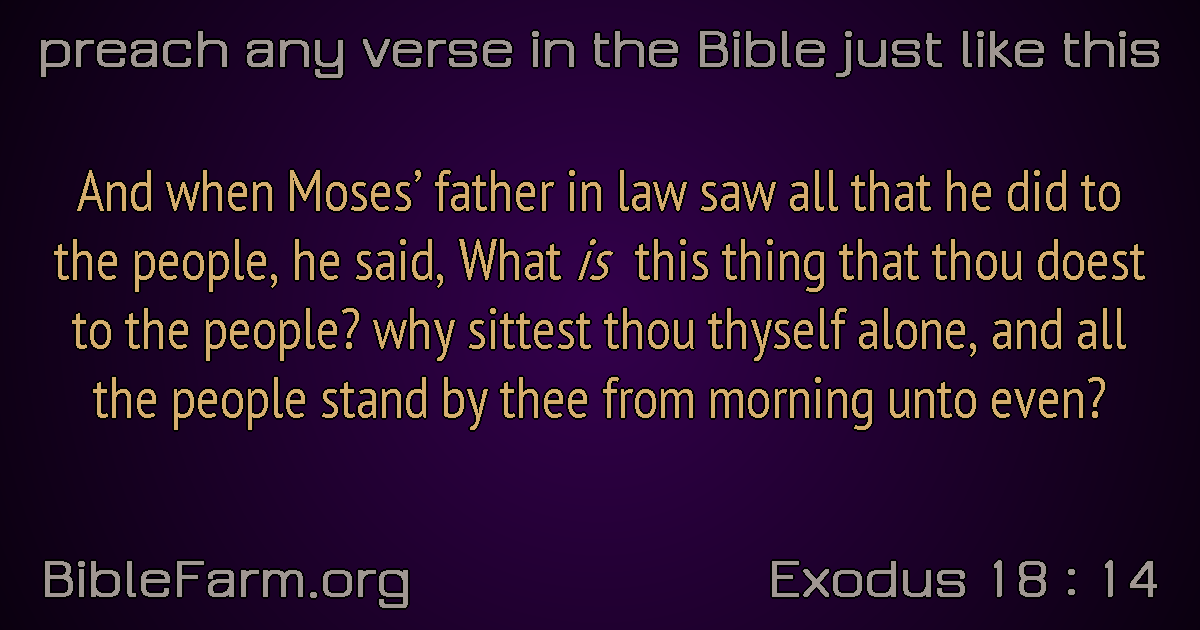 preach any verse in the Bible just like this
And when Moses’ father in law saw all that he did to
the people, he said, What is this thing that thou doest
to the people? why sittest thou thyself alone, and all
the people stand by thee from morning unto even?
BibleFarm.org
Exodus 18 : 14